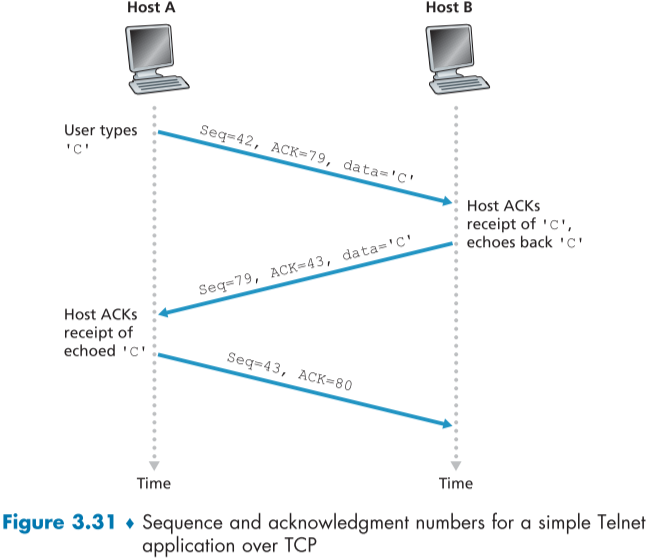 Host A
Host B
User types
'C'
Seq=42, ACK=79, data='C'
Host ACKs
receipt of 'C',
echoes back 'C'
Seq=79, ACK=43, data='C'
Host ACKs
receipt of
echoed 'C'
Seq=43, ACK=80
Time
Time
Figure 3.31 ♦ Sequence and acknowledgment numbers for a simple Telnet
application over TCP